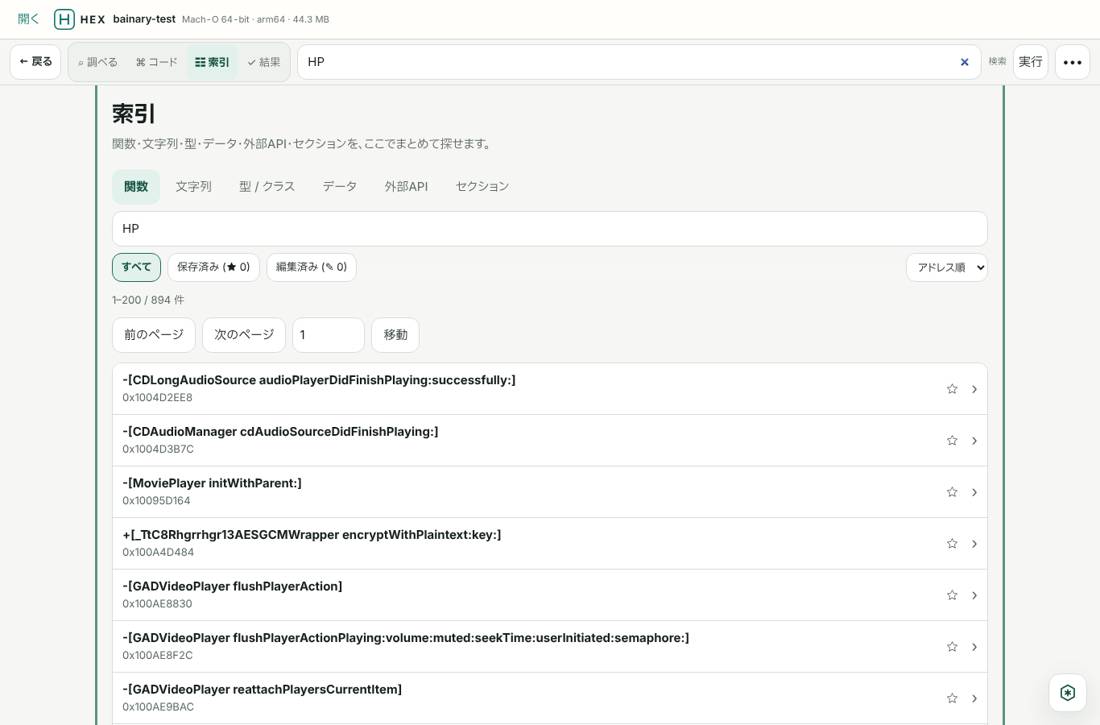 開く HEX bainary-test Mach-O 64-bit · arm64 · 44.3 MB
← 戻る 調べる ⌘ コード 索引 ✓ 結果 HP × 検索 実行 •••
索引
関数・文字列・型・データ・外部API・セクションを、ここでまとめて探せます。
関数 文字列 型 / クラス データ 外部API セクション
HP
すべて 保存済み (★ 0) 編集済み (✎ 0) アドレス順
1–200 / 894 件
前のページ 次のページ 1 移動
-[CDLongAudioSource audioPlayerDidFinishPlaying:successfully:]
0x1004D2EE8
-[CDAudioManager cdAudioSourceDidFinishPlaying:]
0x1004D3B7C
-[MoviePlayer initWithParent:]
0x10095D164
+[_TtC8Rhgrrhgr13AESGCMWrapper encryptWithPlaintext:key:]
0x100A4D484
-[GADVideoPlayer flushPlayerAction]
0x100AE8830
-[GADVideoPlayer flushPlayerActionPlaying:volume:muted:seekTime:userInitiated:semaphore:]
0x100AE8F2C
-[GADVideoPlayer reattachPlayersCurrentItem]
0x100AE9BAC